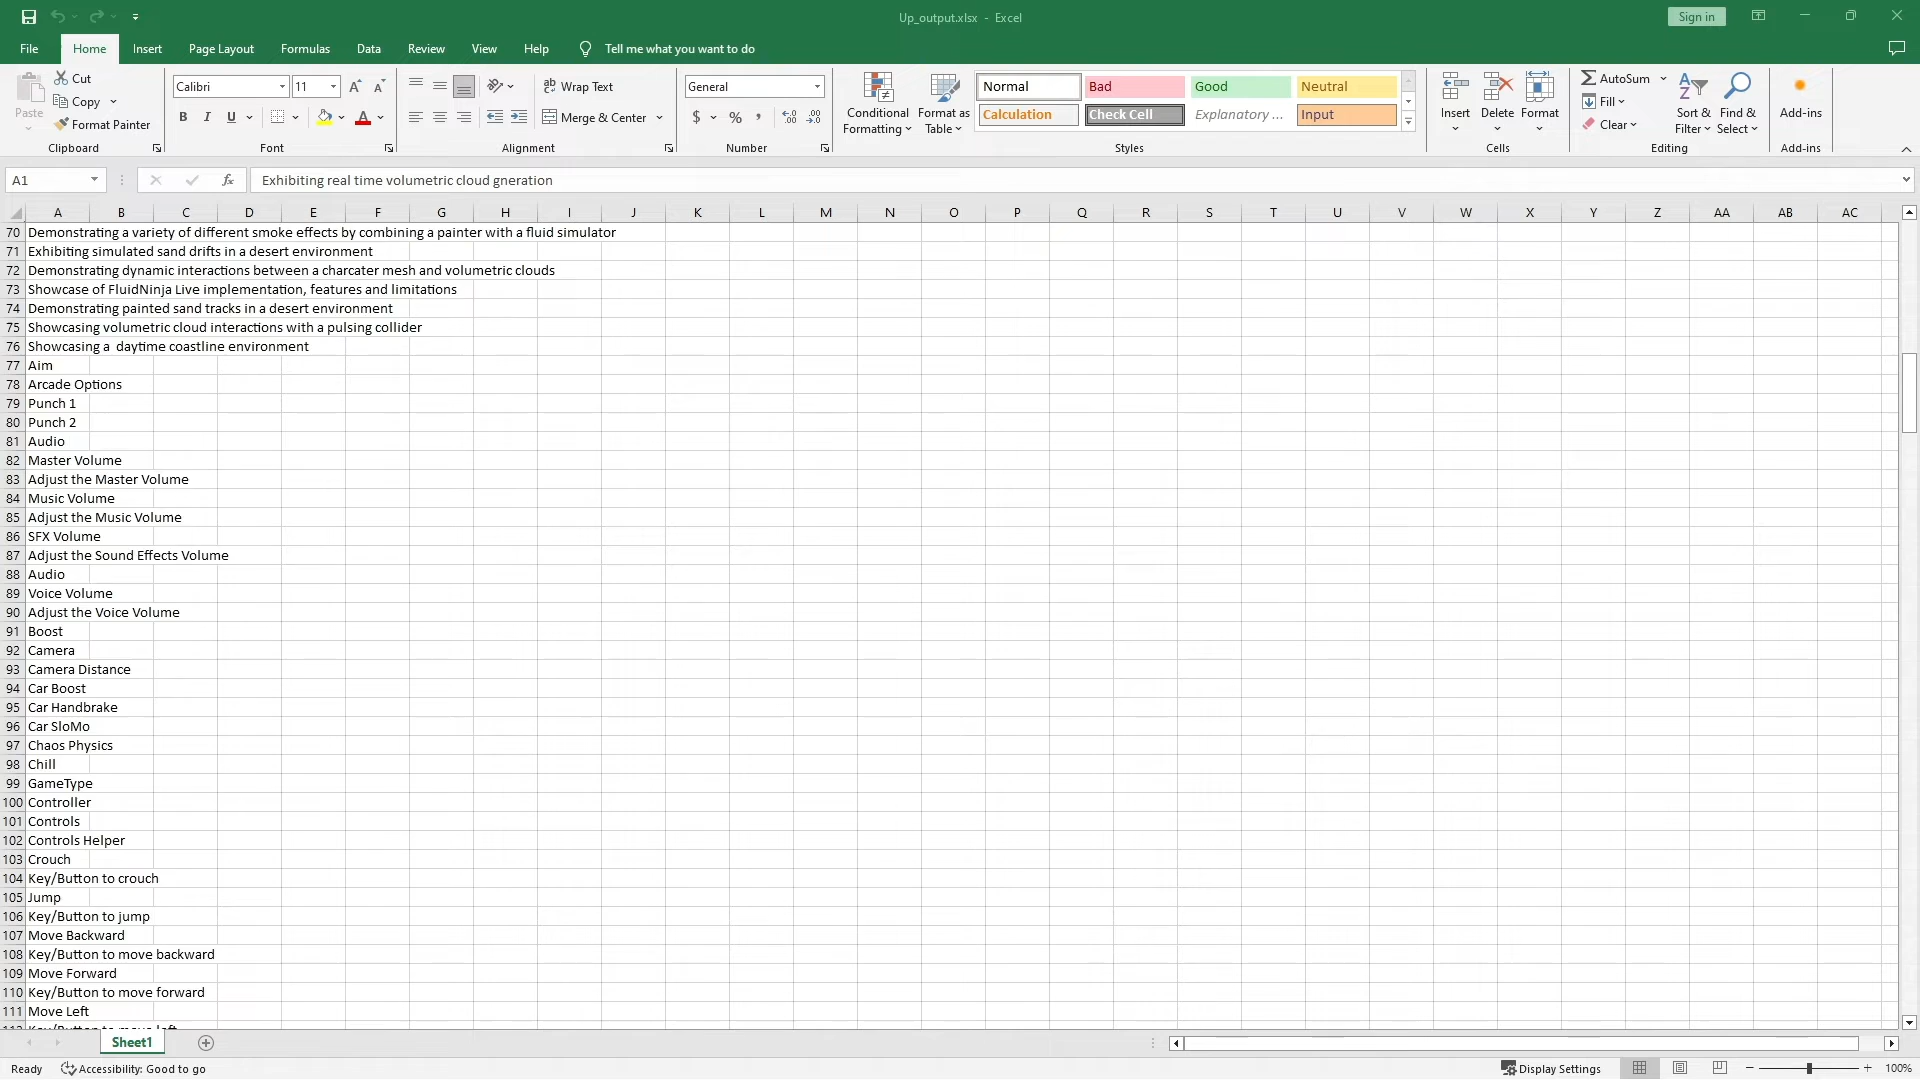 Up_output.xlsx - Excel
Sign in
File Home Insert Page Layout Formulas Data Review View Help Tell me what you want to do
Paste
Cut
Copy
Format Painter
Clipboard
Calibri 11
B I U
Font
Wrap Text
Merge & Center
Alignment
General
$ % ,
Number
Conditional Formatting
Format as Table
Normal Bad Good Neutral
Calculation Check Cell Explanatory ... Input
Styles
Insert Delete Format
Cells
AutoSum
Fill
Clear
Sort & Filter
Find & Select
Editing
Add-ins
Add-ins
A1 fx Exhibiting real time volumetric cloud gneration
A B C D E F G H I J K L M N O P Q R S T U V W X Y Z AA AB AC
70 Demonstrating a variety of different smoke effects by combining a painter with a fluid simulator
71 Exhibiting simulated sand drifts in a desert environment
72 Demonstrating dynamic interactions between a charcater mesh and volumetric clouds
73 Showcase of FluidNinja Live implementation, features and limitations
74 Demonstrating painted sand tracks in a desert environment
75 Showcasing volumetric cloud interactions with a pulsing collider
76 Showcasing a  daytime coastline environment
77 Aim
78 Arcade Options
79 Punch 1
80 Punch 2
81 Audio
82 Master Volume
83 Adjust the Master Volume
84 Music Volume
85 Adjust the Music Volume
86 SFX Volume
87 Adjust the Sound Effects Volume
88 Audio
89 Voice Volume
90 Adjust the Voice Volume
91 Boost
92 Camera
93 Camera Distance
94 Car Boost
95 Car Handbrake
96 Car SloMo
97 Chaos Physics
98 Chill
99 GameType
100 Controller
101 Controls
102 Controls Helper
103 Crouch
104 Key/Button to crouch
105 Jump
106 Key/Button to jump
107 Move Backward
108 Key/Button to move backward
109 Move Forward
110 Key/Button to move forward
111 Move Left
112 Key/Button to move left
Sheet1
Ready Accessibility: Good to go Display Settings 100%